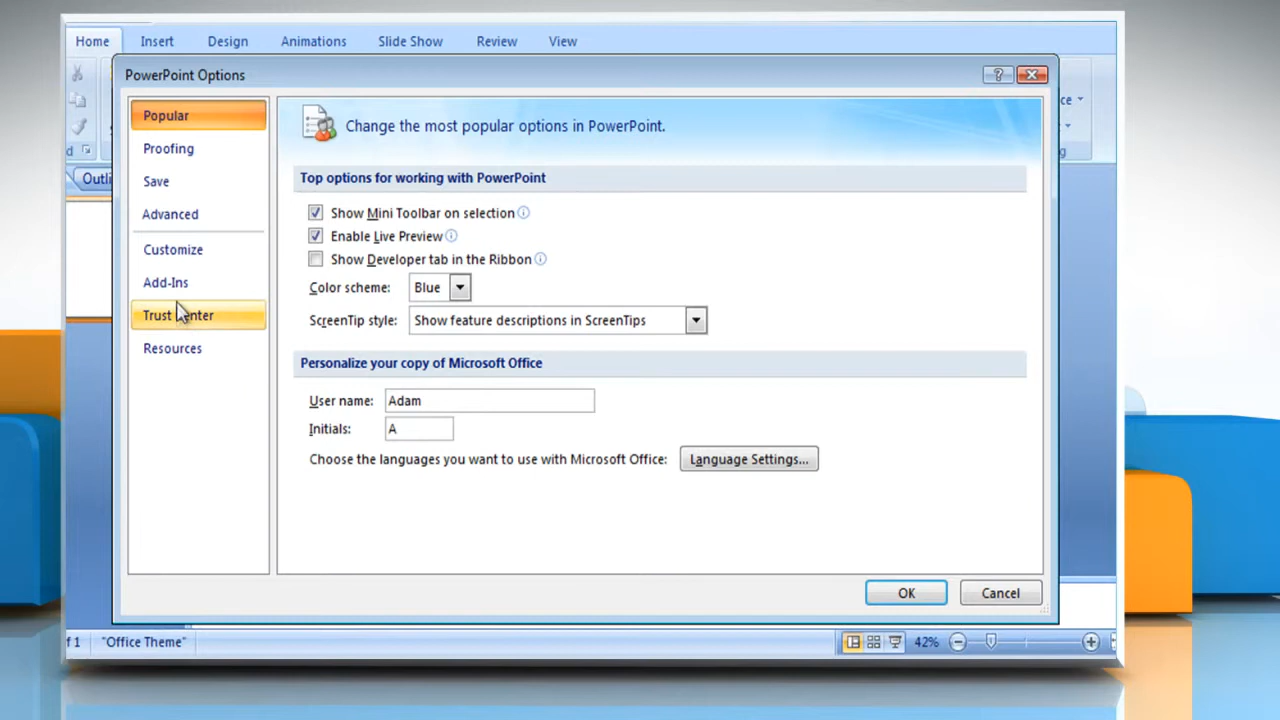 Home Insert Design Animations Slide Show Review View
PowerPoint Options
Popular
Proofing
Save
Advanced
Customize
Add-Ins
Trust Center
Resources
Change the most popular options in PowerPoint.
Top options for working with PowerPoint
Show Mini Toolbar on selection
Enable Live Preview
Show Developer tab in the Ribbon
Color scheme: Blue
ScreenTip style: Show feature descriptions in ScreenTips
Personalize your copy of Microsoft Office
User name: Adam
Initials: A
Choose the languages you want to use with Microsoft Office: Language Settings...
OK Cancel
f 1 "Office Theme" 42%